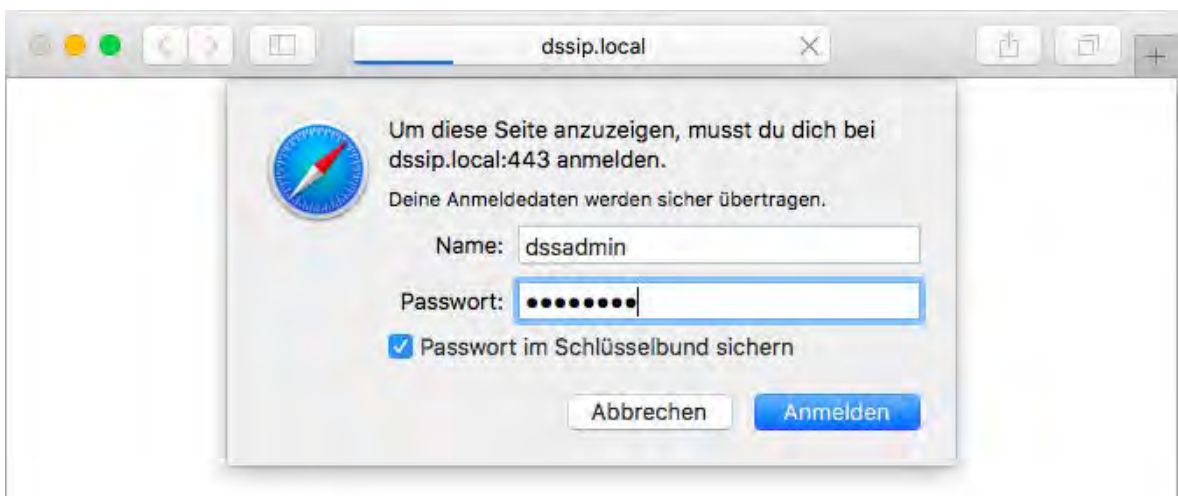 dssip.local
Um diese Seite anzuzeigen, musst du dich bei
dssip.local:443 anmelden.
Deine Anmeldedaten werden sicher übertragen.
Name: dssadmin
Passwort: ••••••••
Passwort im Schlüsselbund sichern
Abbrechen Anmelden